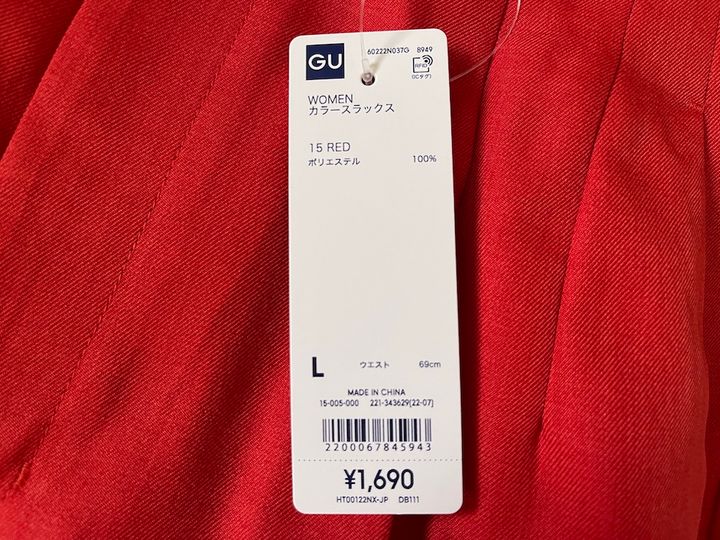 GU
60222N037G 8949
RFID
(ICタグ)
WOMEN
カラースラックス
15 RED
ポリエステル 100%
L ウエスト 69cm
MADE IN CHINA
15-005-000 221-343629(22-07)
2200067845943
¥1,690
HT00122NX-JP DB111